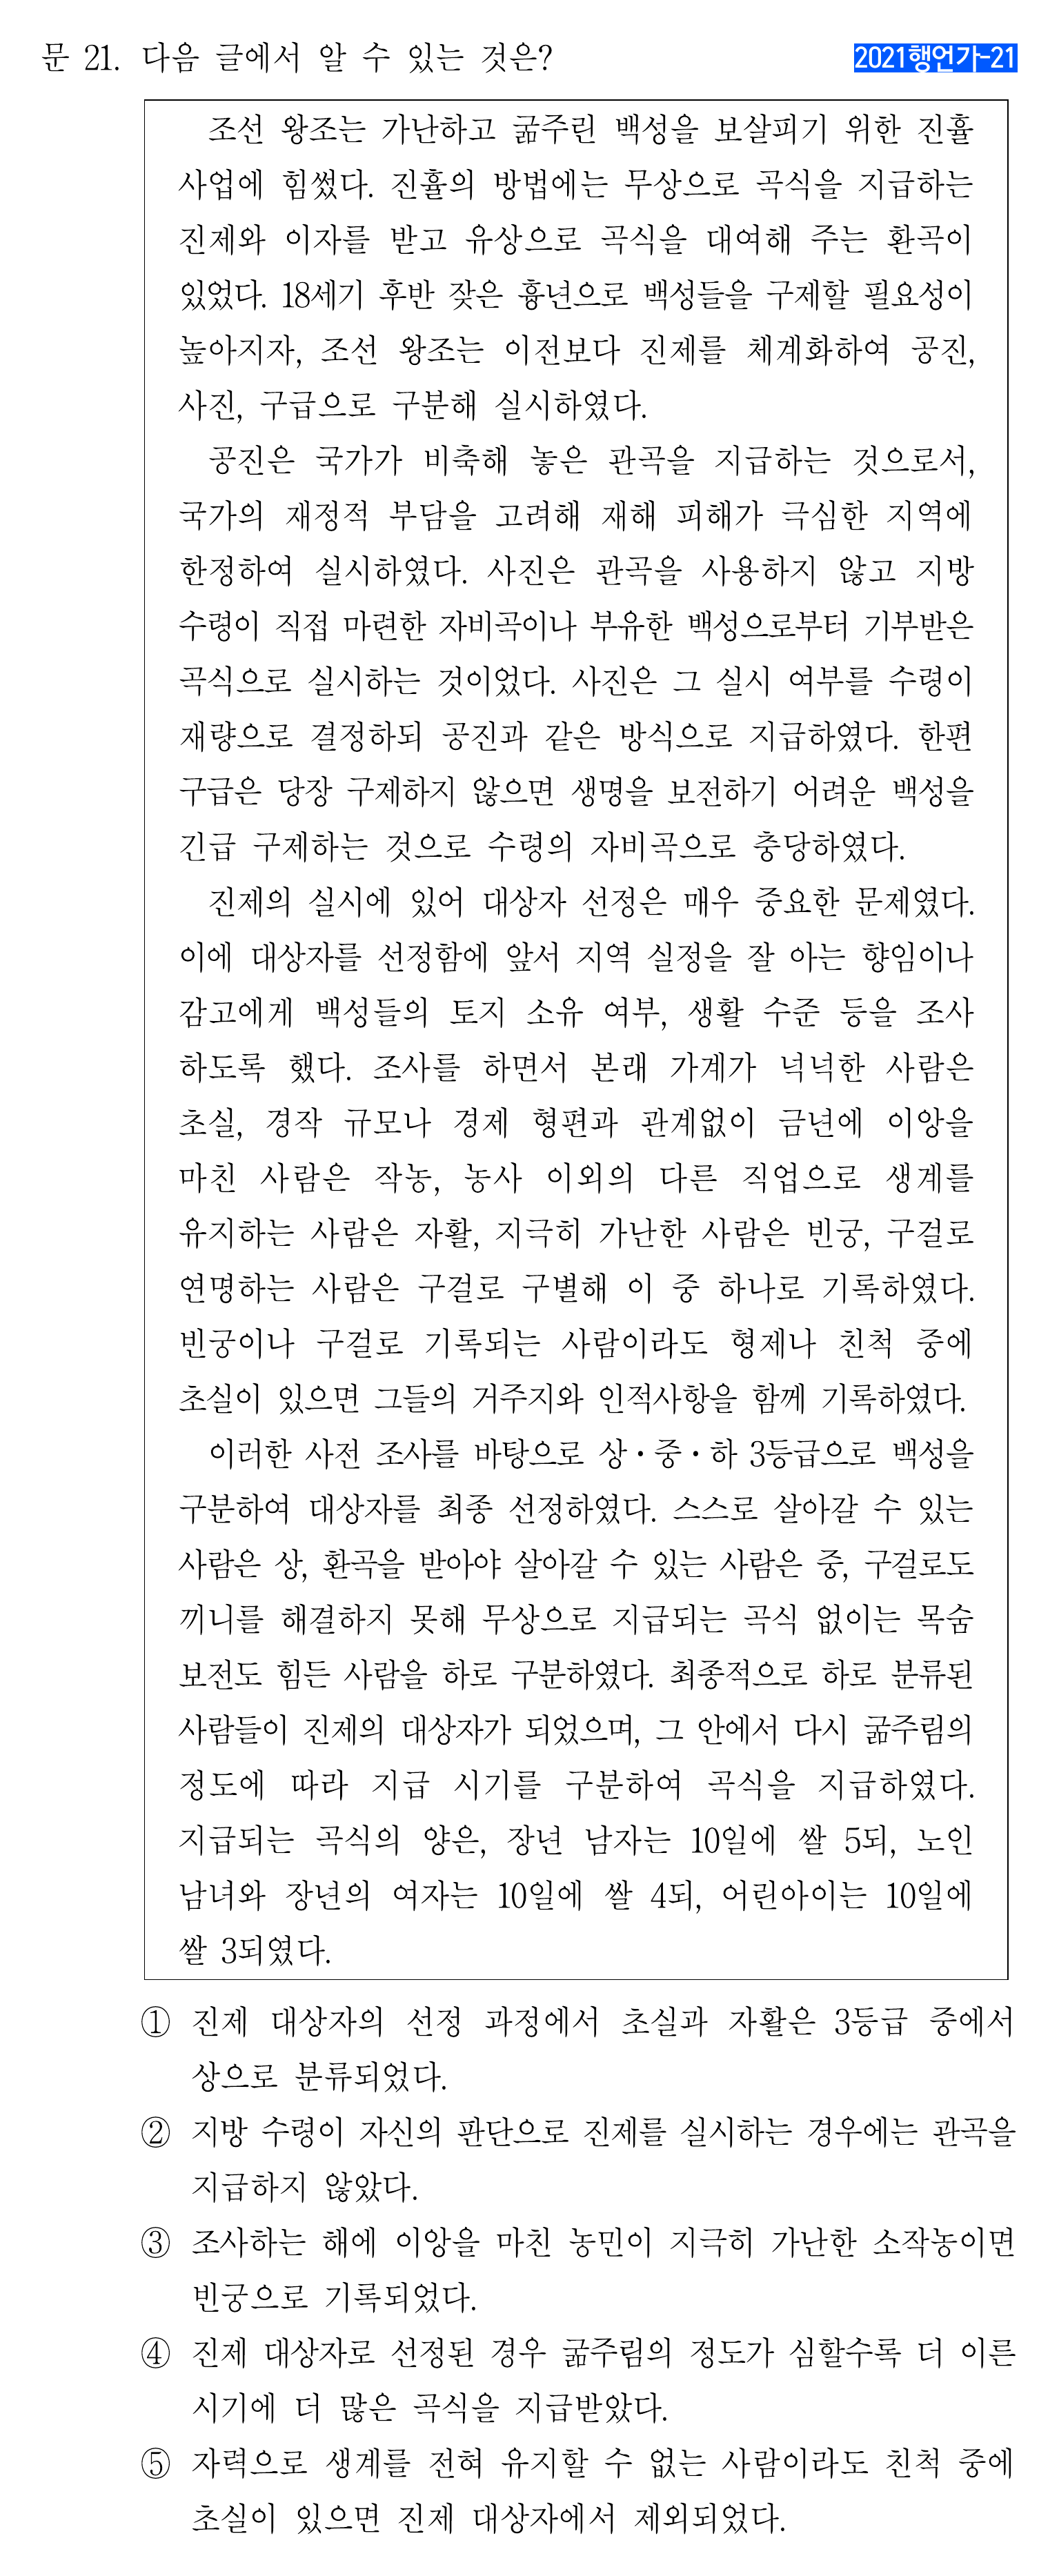 문 21. 다음 글에서 알 수 있는 것은?
2021행언가-21
조선 왕조는 가난하고 굶주린 백성을 보살피기 위한 진휼
사업에 힘썼다. 진휼의 방법에는 무상으로 곡식을 지급하는
진제와 이자를 받고 유상으로 곡식을 대여해 주는 환곡이
있었다. 18세기 후반 잦은 흉년으로 백성들을 구제할 필요성이
높아지자, 조선 왕조는 이전보다 진제를 체계화하여 공진,
사진, 구급으로 구분해 실시하였다.
공진은 국가가 비축해 놓은 관곡을 지급하는 것으로서,
국가의 재정적 부담을 고려해 재해 피해가 극심한 지역에
한정하여 실시하였다. 사진은 관곡을 사용하지 않고 지방
수령이 직접 마련한 자비곡이나 부유한 백성으로부터 기부받은
곡식으로 실시하는 것이었다. 사진은 그 실시 여부를 수령이
재량으로 결정하되 공진과 같은 방식으로 지급하였다. 한편
구급은 당장 구제하지 않으면 생명을 보전하기 어려운 백성을
긴급 구제하는 것으로 수령의 자비곡으로 충당하였다.
진제의 실시에 있어 대상자 선정은 매우 중요한 문제였다.
이에 대상자를 선정함에 앞서 지역 실정을 잘 아는 향임이나
감고에게 백성들의 토지 소유 여부, 생활 수준 등을 조사
하도록 했다. 조사를 하면서 본래 가계가 넉넉한 사람은
초실, 경작 규모나 경제 형편과 관계없이 금년에 이앙을
마친 사람은 작농, 농사 이외의 다른 직업으로 생계를
유지하는 사람은 자활, 지극히 가난한 사람은 빈궁, 구걸로
연명하는 사람은 구걸로 구별해 이 중 하나로 기록하였다.
빈궁이나 구걸로 기록되는 사람이라도 형제나 친척 중에
초실이 있으면 그들의 거주지와 인적사항을 함께 기록하였다.
이러한 사전 조사를 바탕으로 상·중·하 3등급으로 백성을
구분하여 대상자를 최종 선정하였다. 스스로 살아갈 수 있는
사람은 상, 환곡을 받아야 살아갈 수 있는 사람은 중, 구걸로도
끼니를 해결하지 못해 무상으로 지급되는 곡식 없이는 목숨
보전도 힘든 사람을 하로 구분하였다. 최종적으로 하로 분류된
사람들이 진제의 대상자가 되었으며, 그 안에서 다시 굶주림의
정도에 따라 지급 시기를 구분하여 곡식을 지급하였다.
지급되는 곡식의 양은, 장년 남자는 10일에 쌀 5되, 노인
남녀와 장년의 여자는 10일에 쌀 4되, 어린아이는 10일에
쌀 3되였다.
① 진제 대상자의 선정 과정에서 초실과 자활은 3등급 중에서
상으로 분류되었다.
② 지방 수령이 자신의 판단으로 진제를 실시하는 경우에는 관곡을
지급하지 않았다.
③ 조사하는 해에 이앙을 마친 농민이 지극히 가난한 소작농이면
빈궁으로 기록되었다.
④ 진제 대상자로 선정된 경우 굶주림의 정도가 심할수록 더 이른
시기에 더 많은 곡식을 지급받았다.
⑤ 자력으로 생계를 전혀 유지할 수 없는 사람이라도 친척 중에
초실이 있으면 진제 대상자에서 제외되었다.